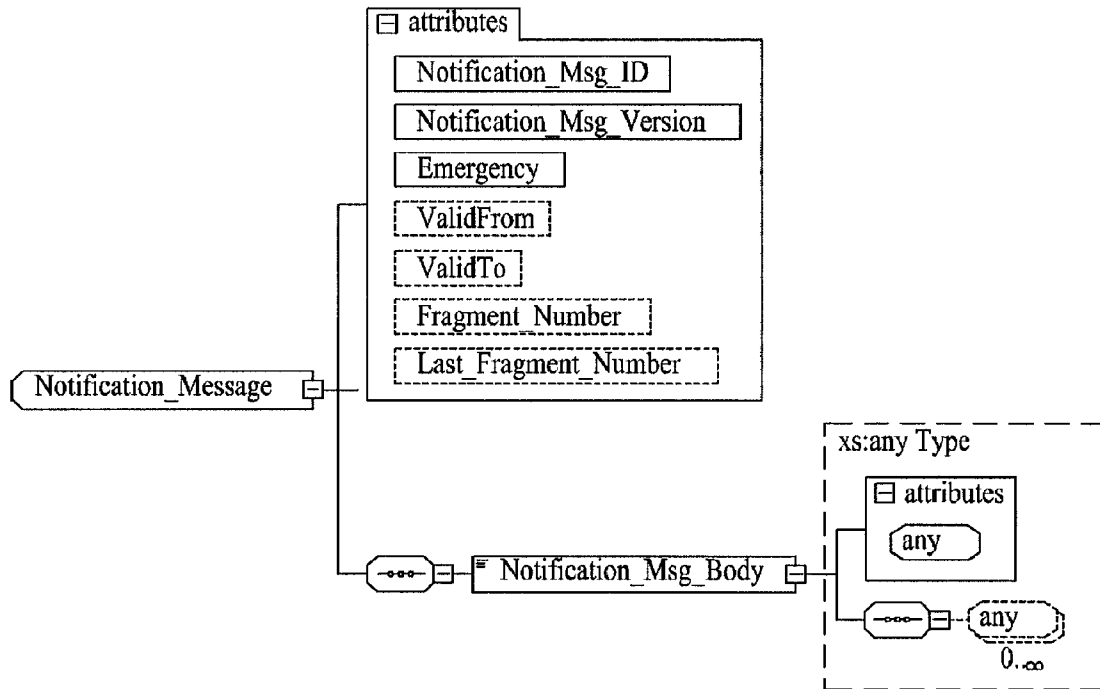 attributes
Notification_Msg_ID
Notification_Msg_Version
Emergency
ValidFrom
ValidTo
Fragment_Number
Last_Fragment_Number
Notification_Message
xs:any Type
attributes
any
Notification_Msg_Body
any
0..∞